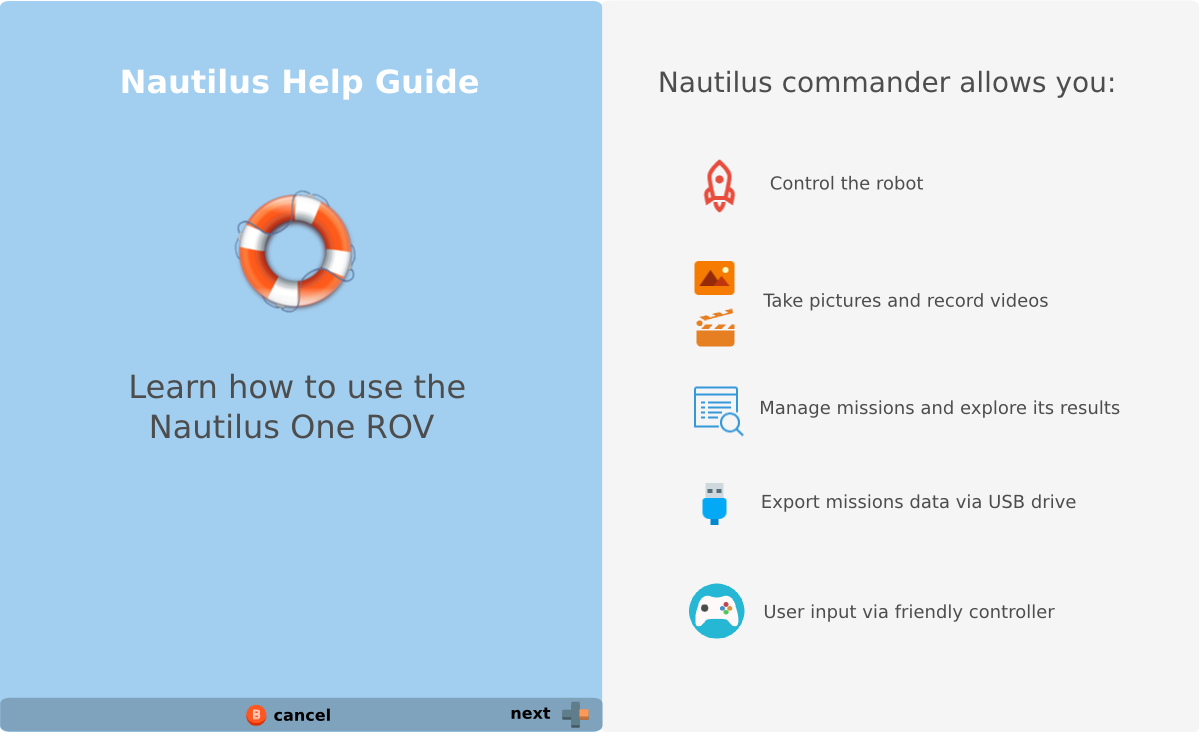 Nautilus Help Guide
Learn how to use the
Nautilus One ROV
B cancel
next
Nautilus commander allows you:
Control the robot
Take pictures and record videos
Manage missions and explore its results
Export missions data via USB drive
User input via friendly controller